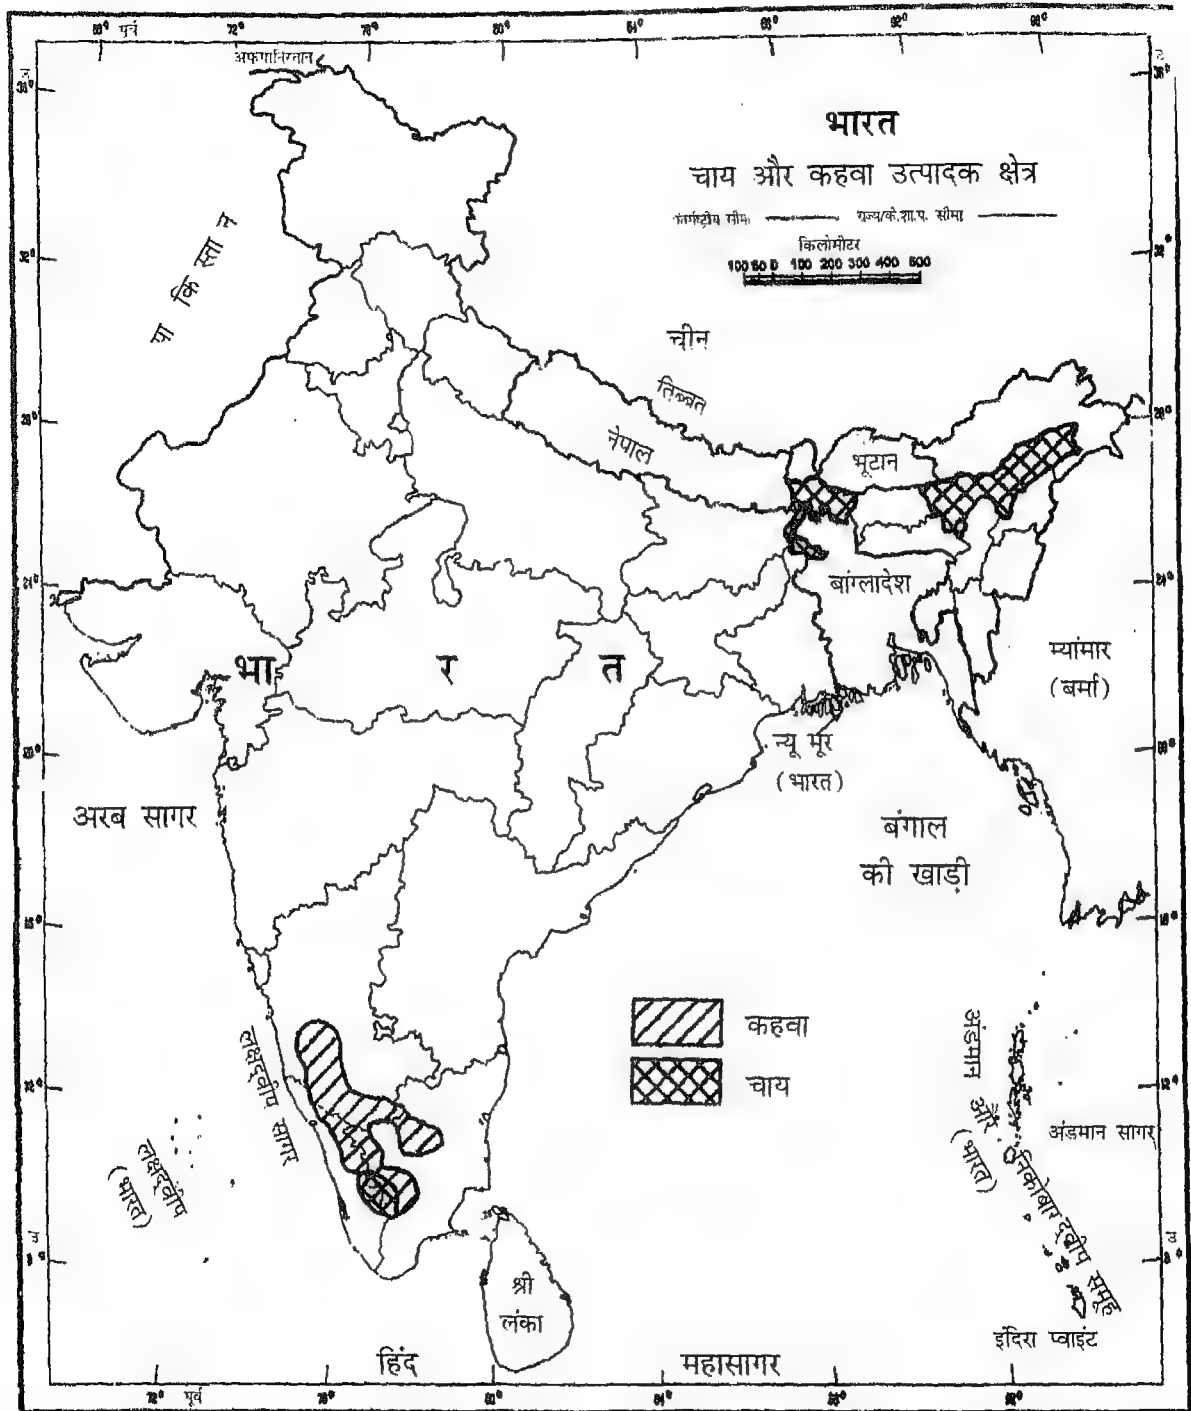 पूर्व
अफगानिस्तान
भारत
चाय और कहवा उत्पादक क्षेत्र
राज्य/के.शा.प. सीमा
किलोमीटर
100 50 0 100 200 300 400 500
पा कि स्ता न
चीन
तिब्बत
नेपाल
भूटान
बांग्लादेश
म्यांमार
(बर्मा)
भा र त
न्यू मूर
(भारत)
अरब सागर
बंगाल
की खाड़ी
कहवा
चाय
लक्षद्वीप सागर
लक्षद्वीप
(भारत)
अंडमान और निकोबार द्वीप समूह
(भारत)
अंडमान सागर
श्री
लंका
इंदिरा प्वाइंट
हिंद महासागर
पूर्व